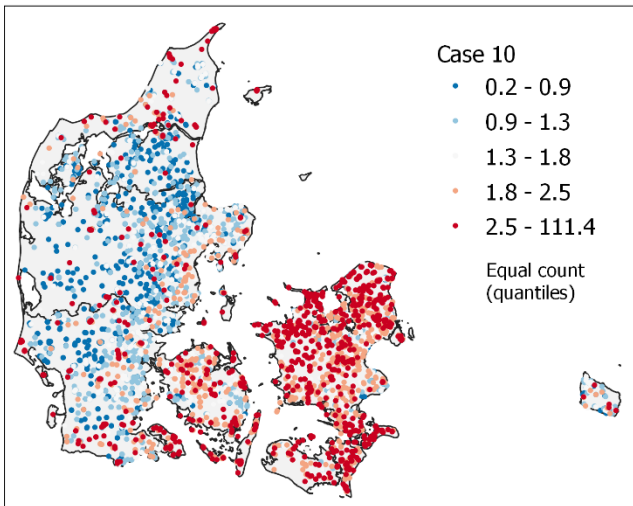 Case 10
0.2 - 0.9
0.9 - 1.3
1.3 - 1.8
1.8 - 2.5
2.5 - 111.4
Equal count
(quantiles)